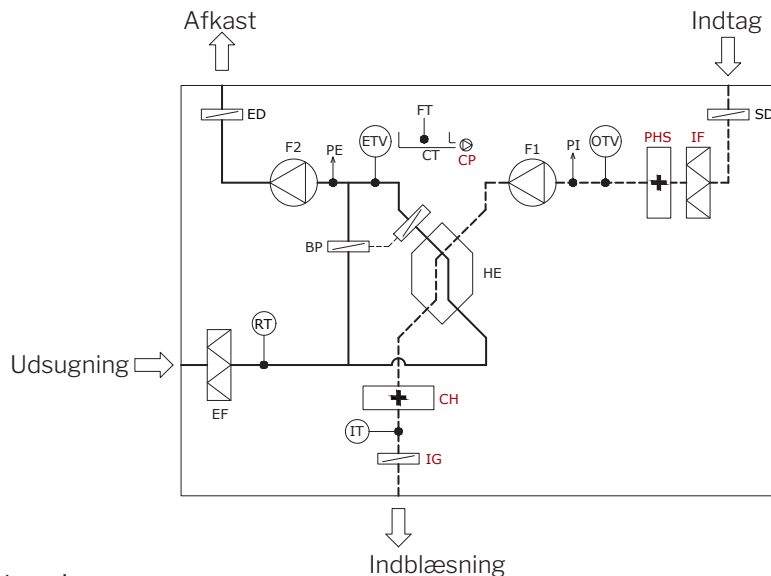 Afkast
Indtag
ED
SD
FT
F2
PE
ETV
CT
CP
F1
PI
OTV
PHS
IF
BP
HE
RT
Udsugning
EF
CH
IT
IG
Indblæsning